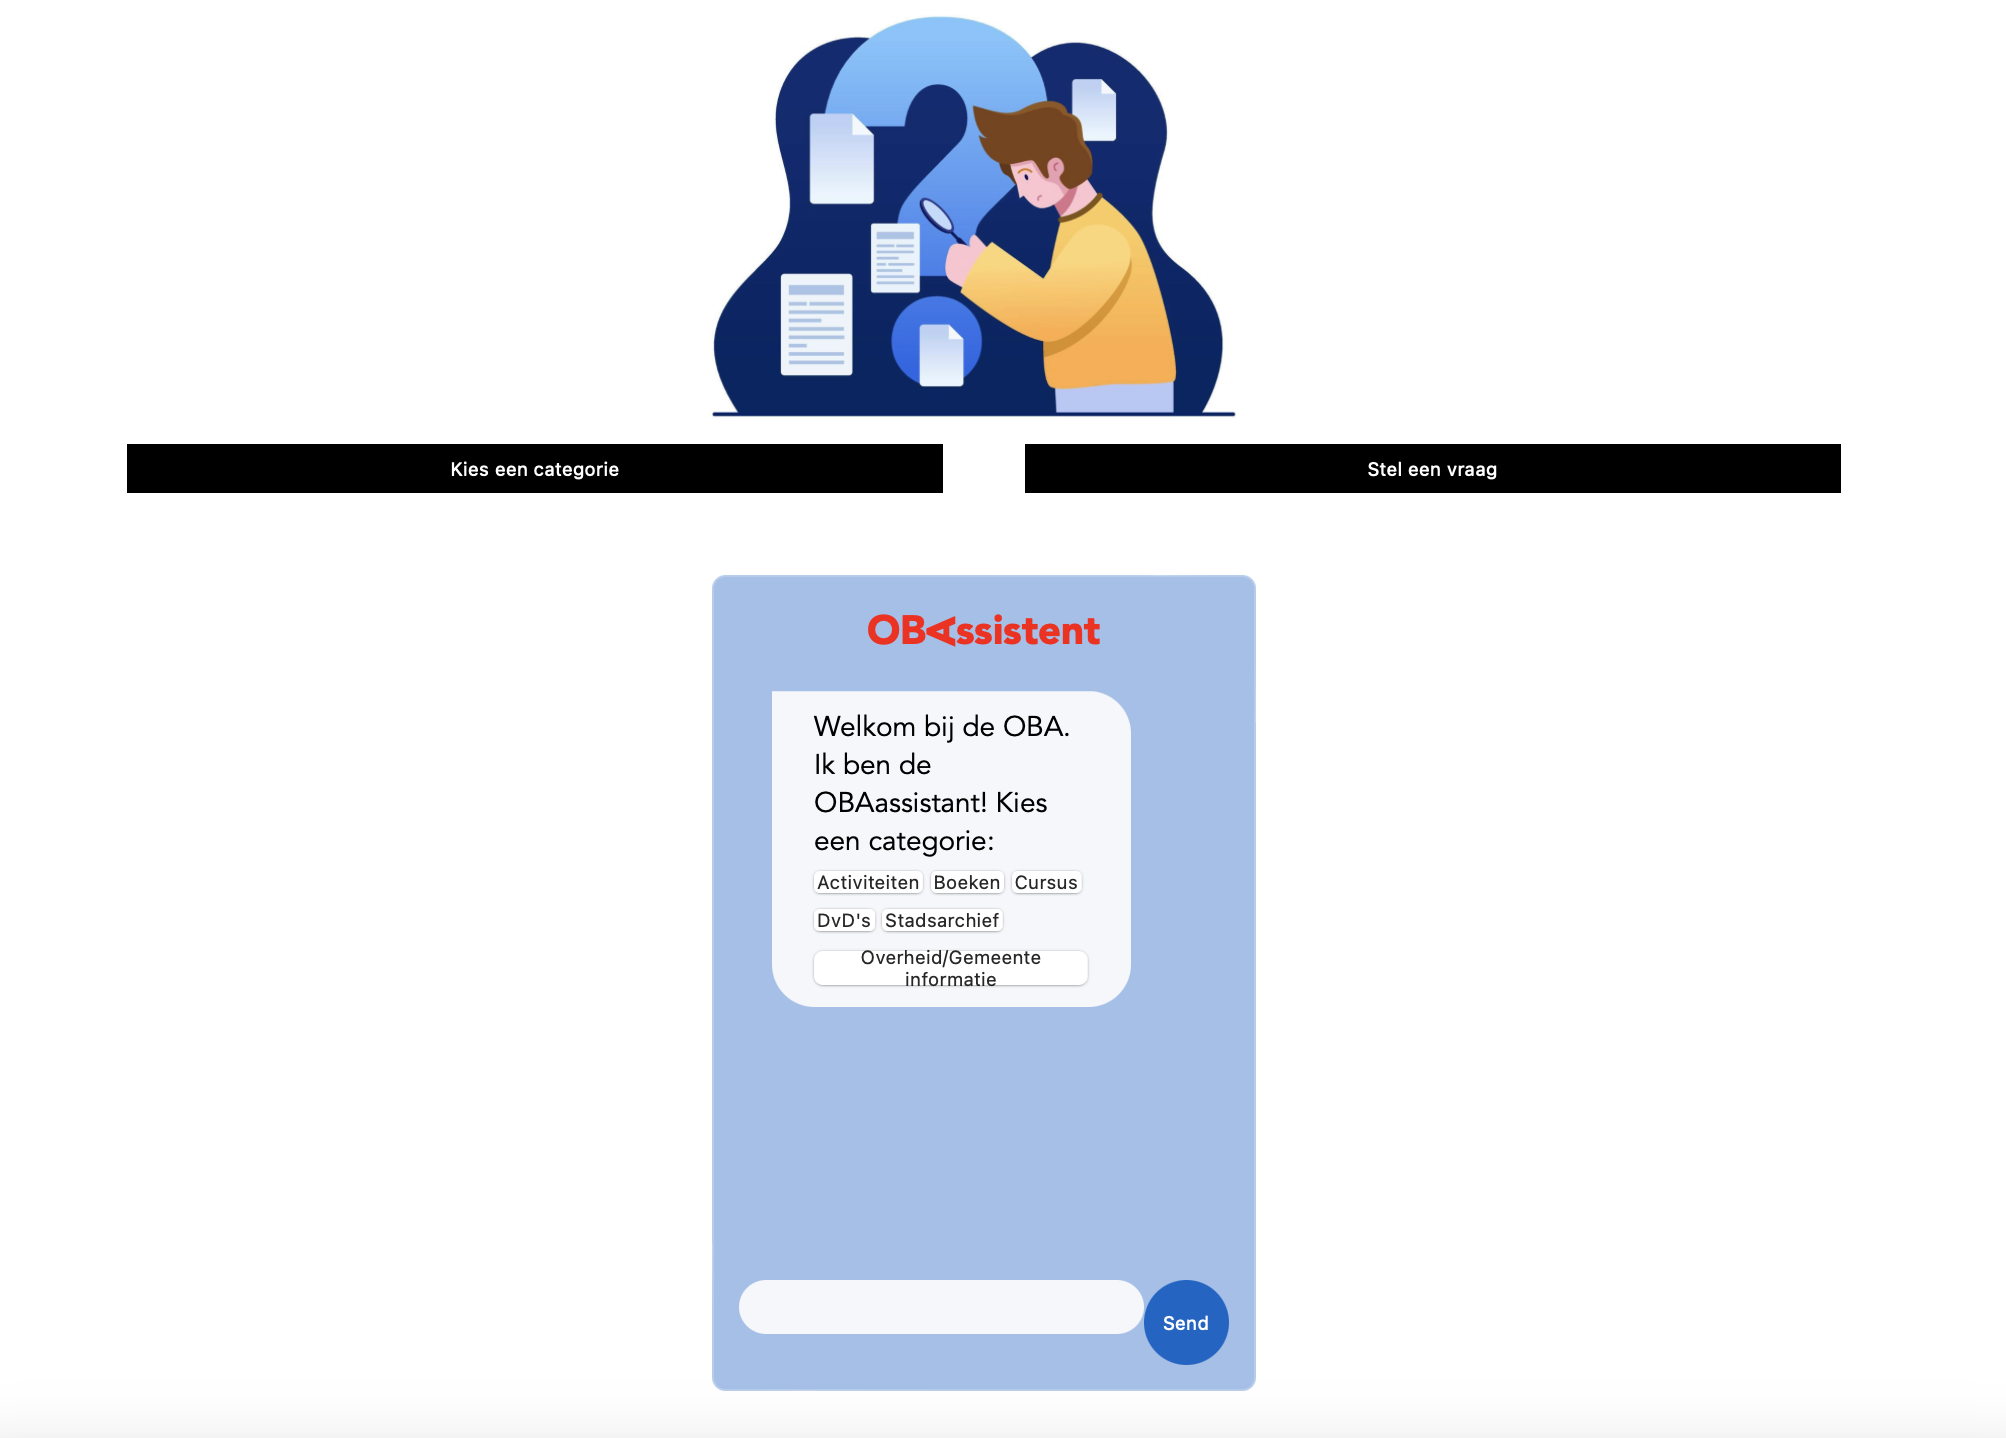 Kies een categorie
Stel een vraag
OBAssistent
Welkom bij de OBA.
Ik ben de
OBAassistant! Kies
een categorie:
Activiteiten Boeken Cursus
DvD's Stadsarchief
Overheid/Gemeente
informatie
Send